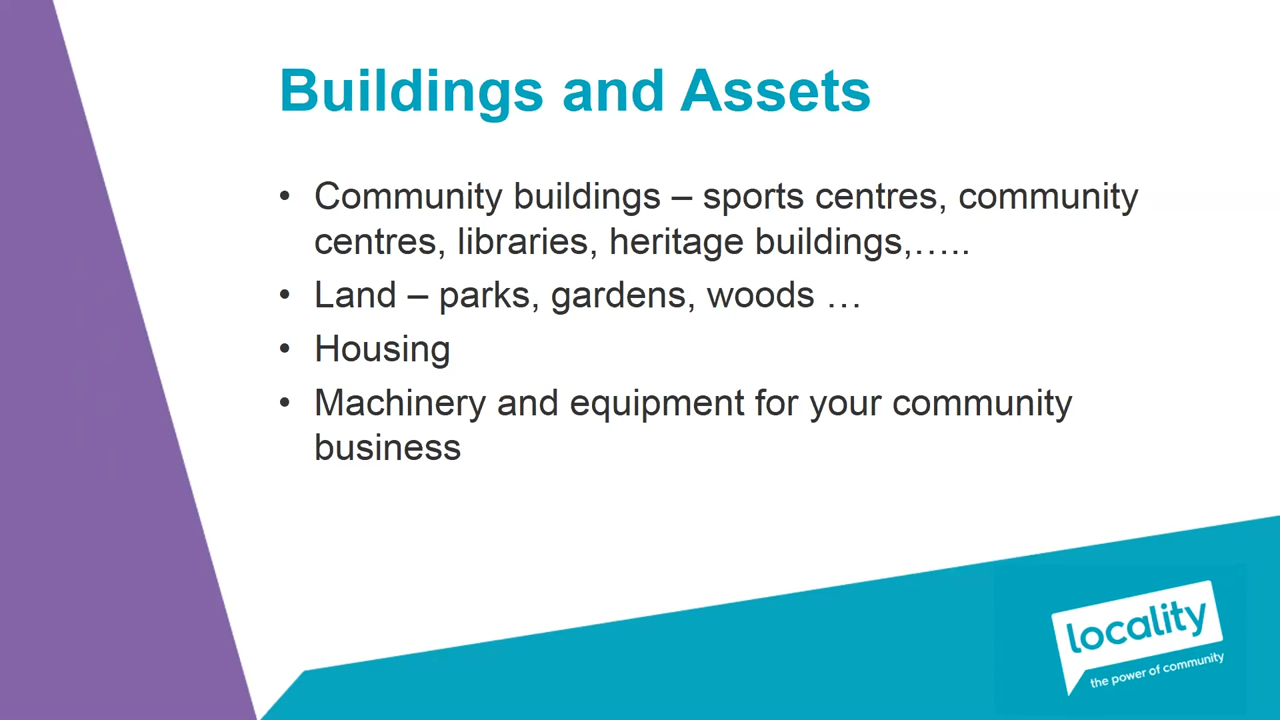 Buildings and Assets
• Community buildings – sports centres, community
centres, libraries, heritage buildings,.….
• Land – parks, gardens, woods …
• Housing
• Machinery and equipment for your community
business
locality
the power of community